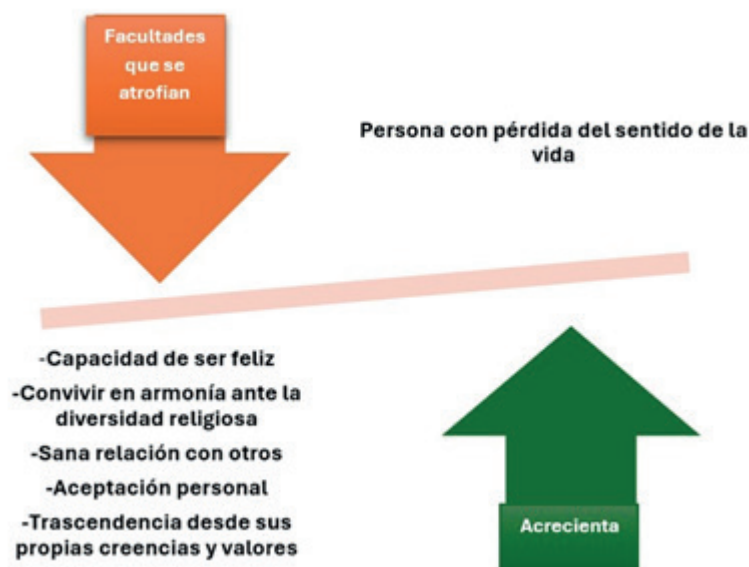 Facultades
que se
atrofian
Persona con pérdida del sentido de la
vida
-Capacidad de ser feliz
-Convivir en armonía ante la
diversidad religiosa
-Sana relación con otros
-Aceptación personal
-Trascendencia desde sus
propias creencias y valores
Acrecienta